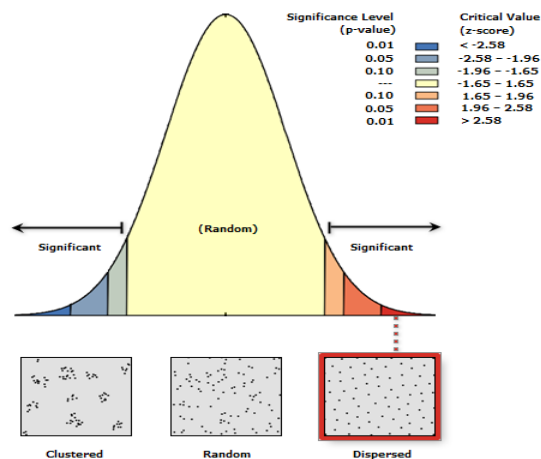 Significance Level Critical Value
(p-value) (z-score)
0.01 < -2.58
0.05 -2.58 – -1.96
0.10 -1.96 – -1.65
--- -1.65 – 1.65
0.10 1.65 – 1.96
0.05 1.96 – 2.58
0.01 > 2.58
(Random)
Significant Significant
Clustered Random Dispersed